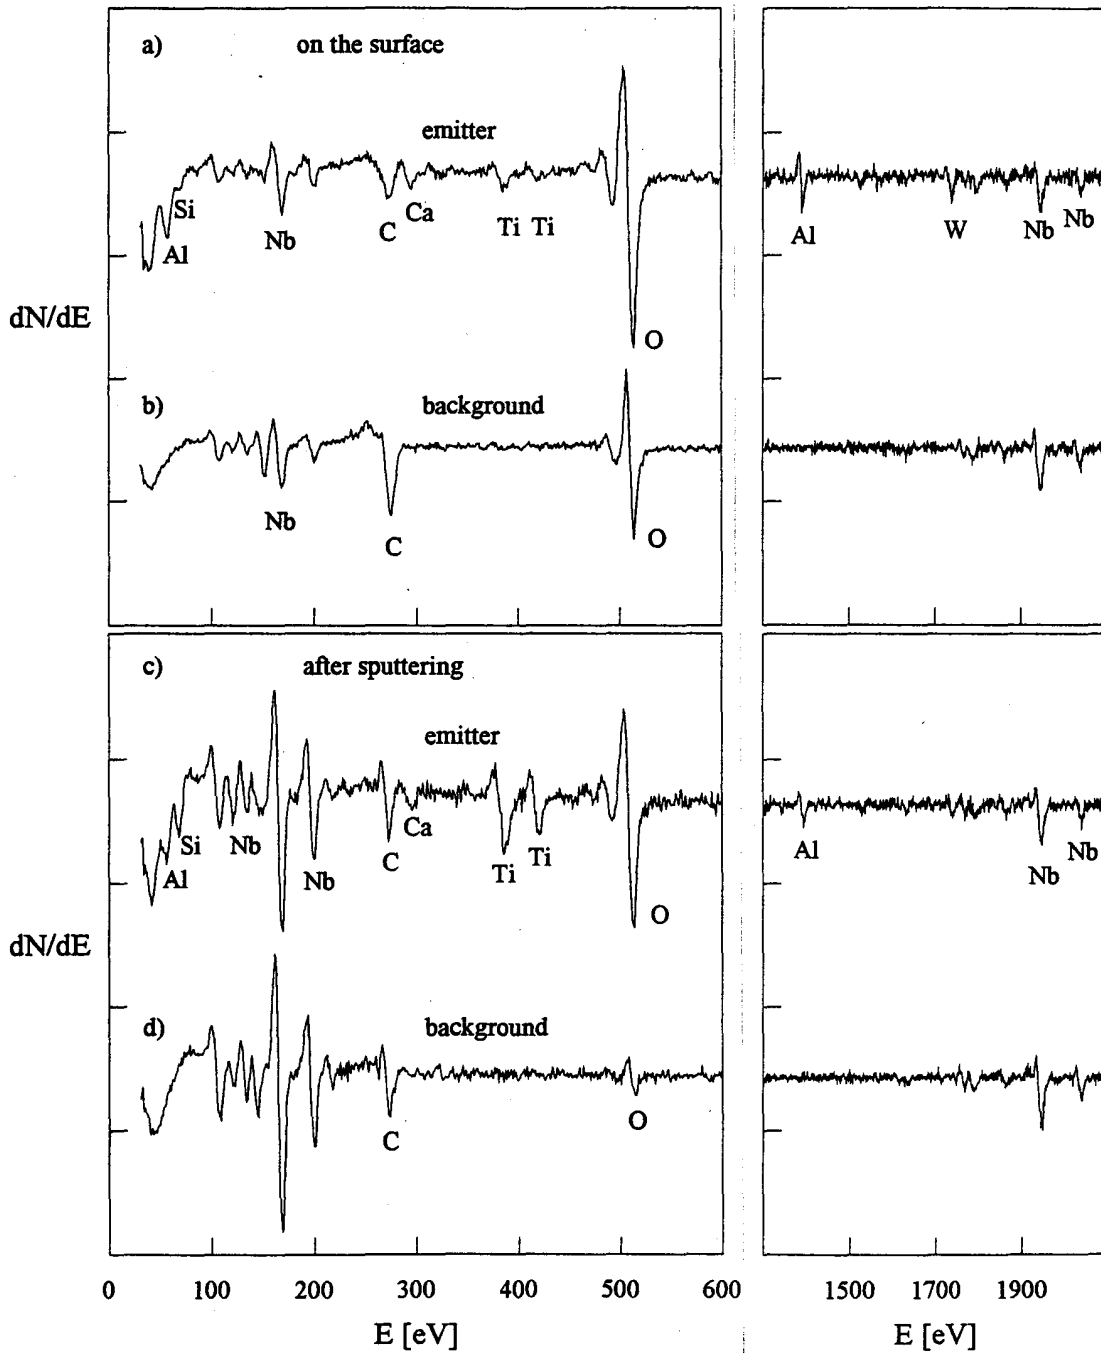 a) on the surface
emitter
Si
Al
Nb
C
Ca
Ti Ti
O
Al
W
Nb
Nb
dN/dE
b) background
Nb
C
O
c) after sputtering
emitter
Si
Al
Nb
Nb
C
Ca
Ti
Ti
O
Al
Nb
Nb
dN/dE
d) background
C
O
0 100 200 300 400 500 600 1500 1700 1900
E [eV] E [eV]